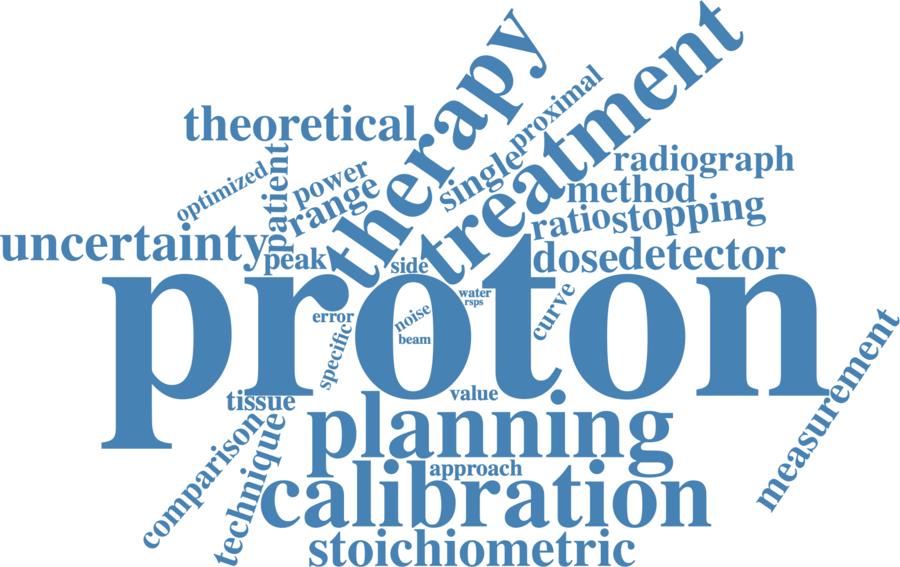 therapy
treatment
proximal
theoretical
single
radiograph
optimized
patient
power
range
method
ratio
stopping
uncertainty
peak
side
dose
detector
proton
water
rsps
noise
curve
error
beam
specific
measurement
tissue
value
planning
comparison
technique
approach
calibration
stoichiometric